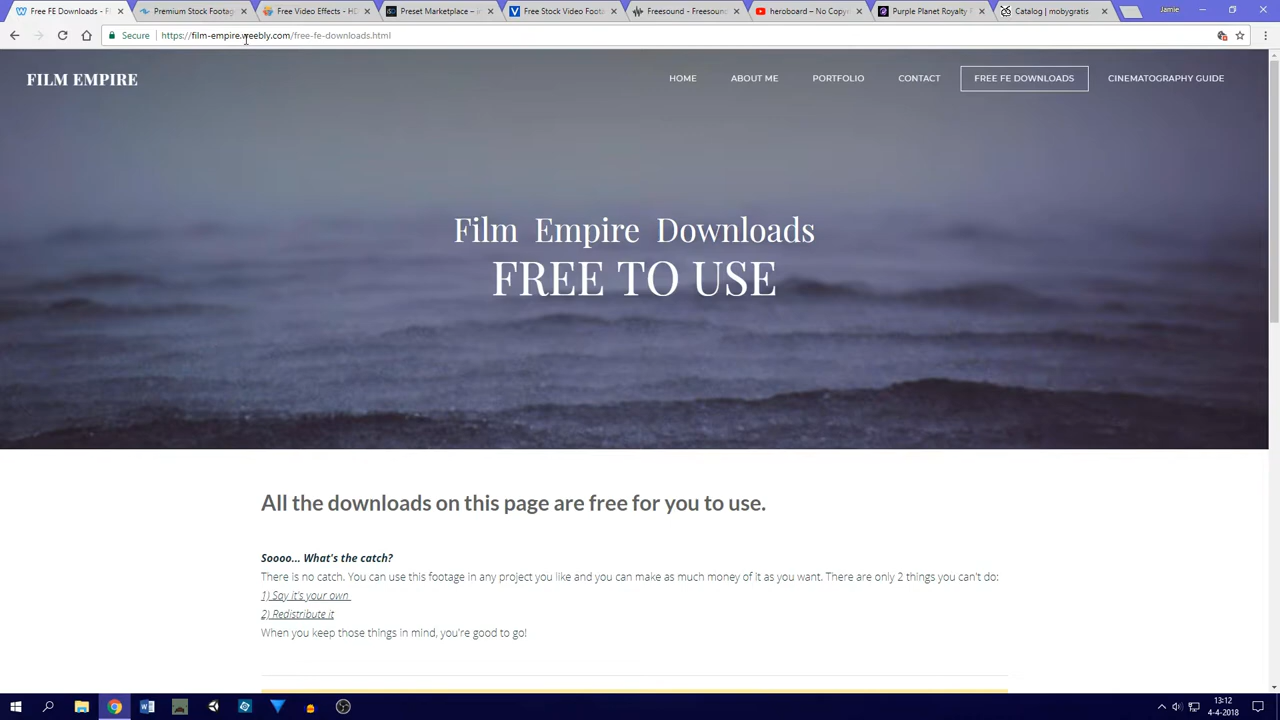 Free FE Downloads - F
Premium Stock Footage
Free Video Effects - HD
Preset Marketplace – jo
Free Stock Video Foota
Freesound - Freesound
heroboard – No Copyri
Purple Planet Royalty F
Catalog | mobygratis
Jamie
Secure https://film-empire.weebly.com/free-fe-downloads.html
FILM EMPIRE
HOME ABOUT ME PORTFOLIO CONTACT FREE FE DOWNLOADS CINEMATOGRAPHY GUIDE
Film Empire Downloads
FREE TO USE
All the downloads on this page are free for you to use.
Soooo... What's the catch?
There is no catch. You can use this footage in any project you like and you can make as much money of it as you want. There are only 2 things you can't do:
1) Say it's your own
2) Redistribute it
When you keep those things in mind, you're good to go!
13:12
4-4-2018